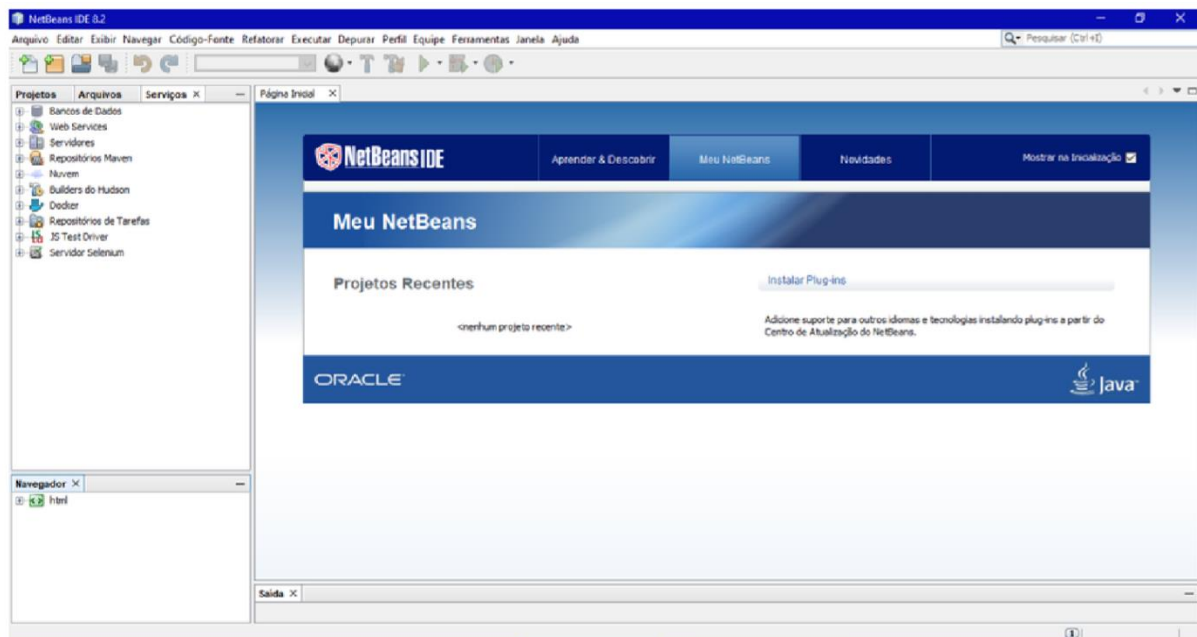 NetBeans IDE 8.2
Arquivo Editar Exibir Navegar Código-Fonte Refatorar Executar Depurar Perfil Equipe Ferramentas Janela Ajuda
Pesquisar (Ctrl+I)
Projetos Arquivos Serviços
Bancos de Dados
Web Services
Servidores
Repositórios Maven
Nuvem
Builders do Hudson
Docker
Repositórios de Tarefas
JS Test Driver
Servidor Selenium
Navegador
html
Página Inicial
NetBeans IDE
Aprender & Descobrir
Meu NetBeans
Novidades
Mostrar na Inicialização
Meu NetBeans
Projetos Recentes
<nenhum projeto recente>
Instalar Plug-ins
Adicione suporte para outros idiomas e tecnologias instalando plug-ins a partir do
Centro de Atualização do NetBeans.
ORACLE
Java
Saída
1